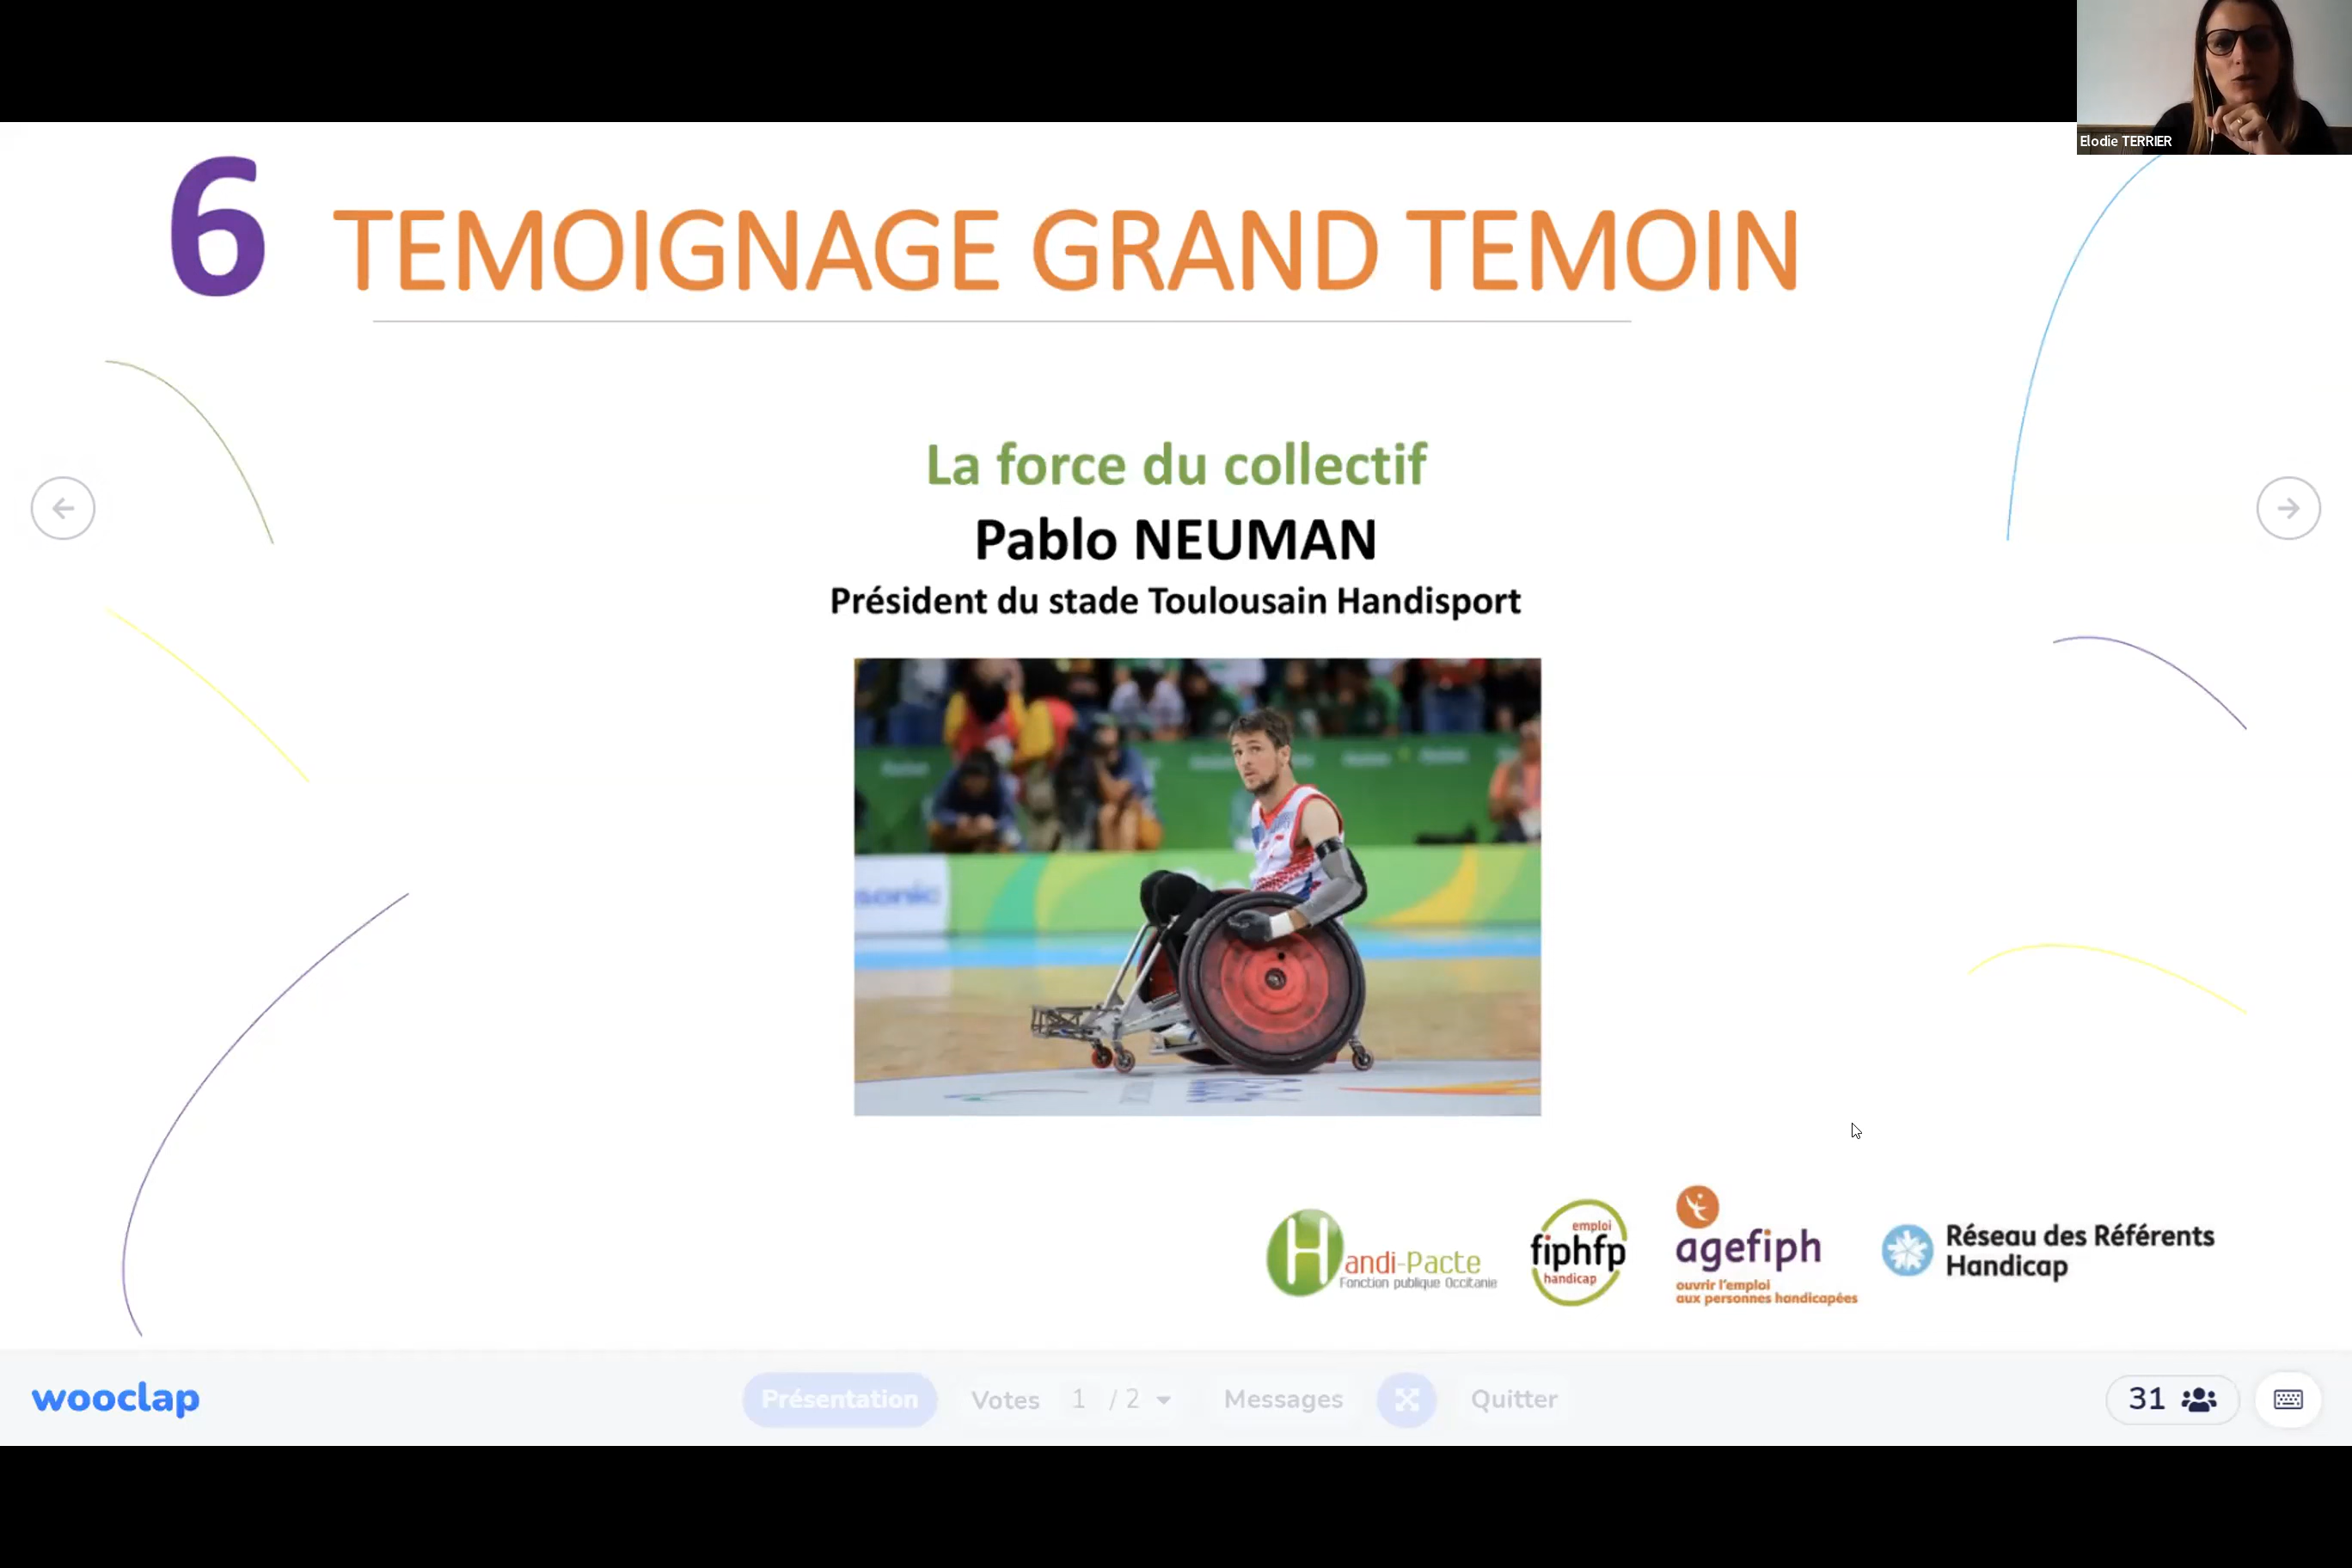 Elodie TERRIER
6 TEMOIGNAGE GRAND TEMOIN
La force du collectif
Pablo NEUMAN
Président du stade Toulousain Handisport
sonic
Handi-Pacte
Fonction publique Occitanie
emploi
fiphfp
handicap
agefiph
ouvrir l'emploi
aux personnes handicapées
Réseau des Référents
Handicap
wooclap
Présentation
Votes 1 / 2
Messages
Quitter
31